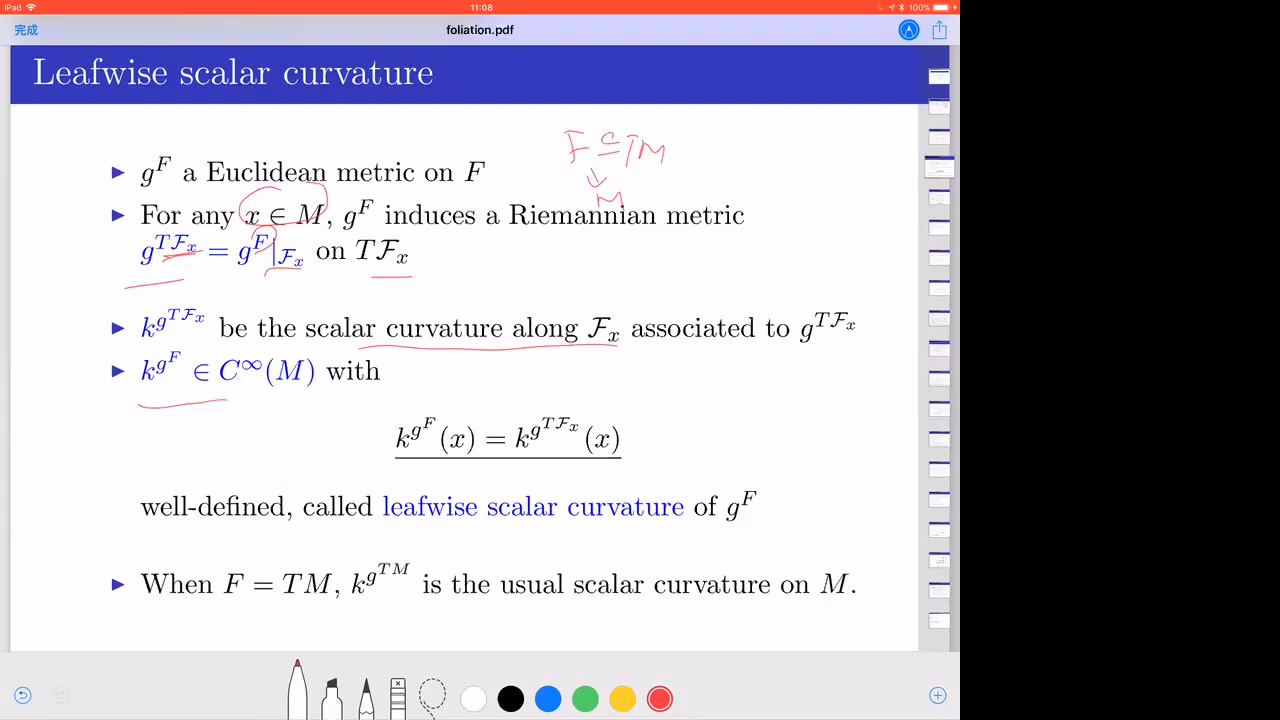 iPad
11:08
100%
完成
foliation.pdf
Leafwise scalar curvature
F ⊆ TM
↓
M
▶ g^F a Euclidean metric on F
▶ For any x ∈ M, g^F induces a Riemannian metric
g^{T𝓕_x} = g^F|_{𝓕_x} on T𝓕_x
▶ k^{g^{T𝓕_x}} be the scalar curvature along 𝓕_x associated to g^{T𝓕_x}
▶ k^{g^F} ∈ C^∞(M) with
k^{g^F}(x) = k^{g^{T𝓕_x}}(x)
well-defined, called leafwise scalar curvature of g^F
▶ When F = TM, k^{g^{TM}} is the usual scalar curvature on M.